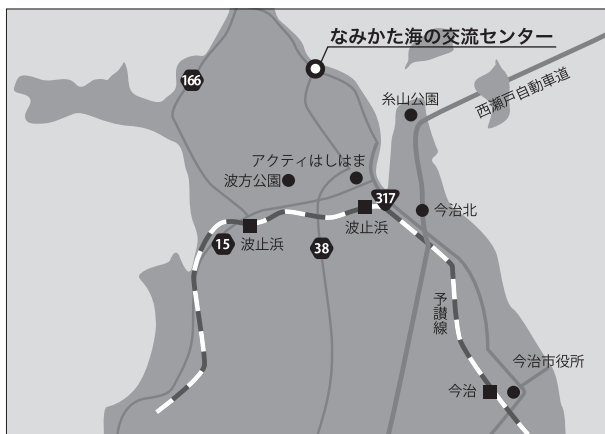 なみかた海の交流センター
166
糸山公園
西瀬戸自動車道
アクティはしはま
波方公園
317
今治北
波止浜
15
波止浜
38
予讃線
今治市役所
今治